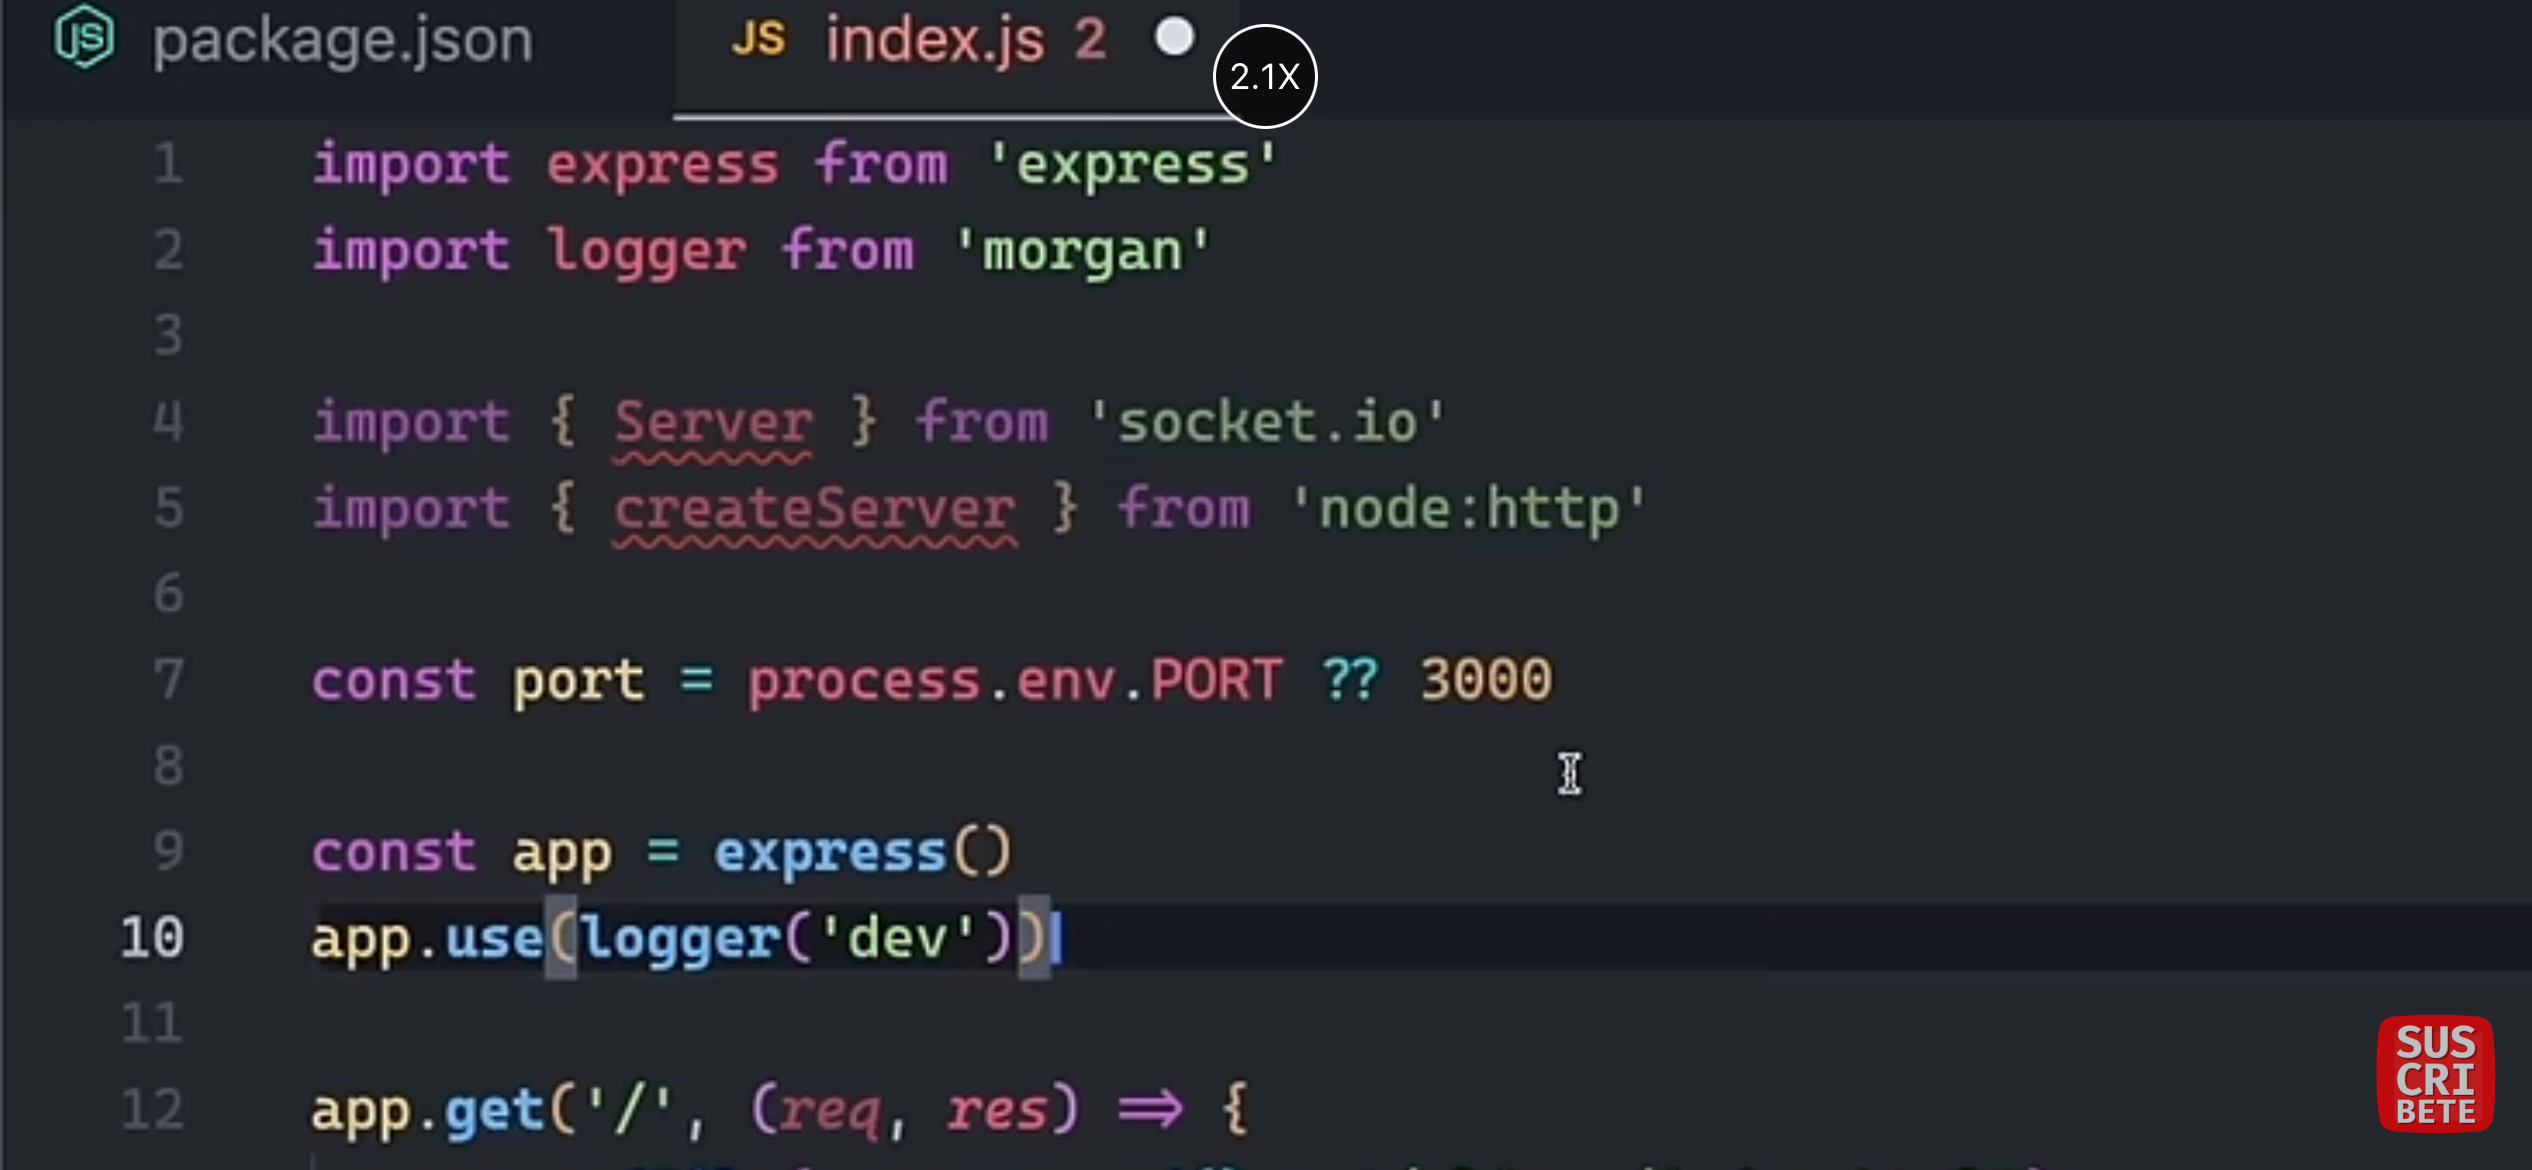 package.json
JS index.js 2
2.1X
1 import express from 'express'
2 import logger from 'morgan'
3
4 import { Server } from 'socket.io'
5 import { createServer } from 'node:http'
6
7 const port = process.env.PORT ?? 3000
8
9 const app = express()
10 app.use(logger('dev'))
11
12 app.get('/', (req, res) => {
SUS
CRI
BETE